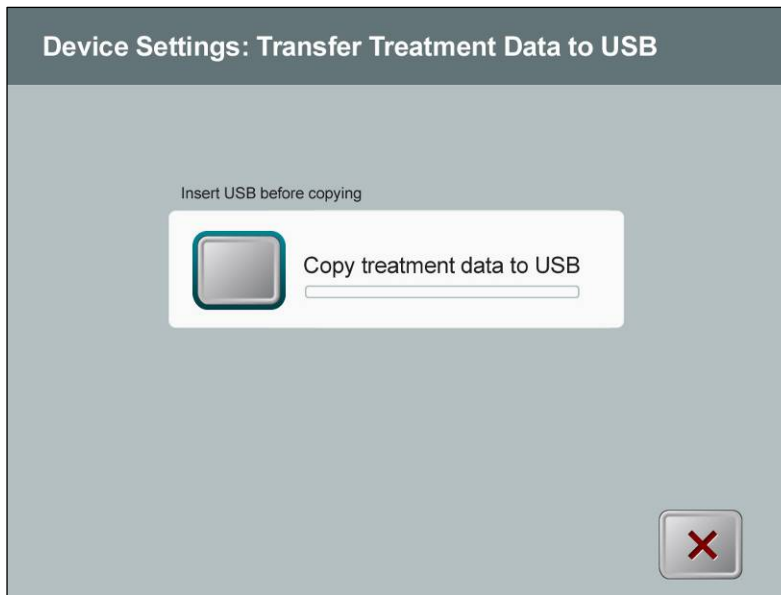 Device Settings: Transfer Treatment Data to USB
Insert USB before copying
Copy treatment data to USB